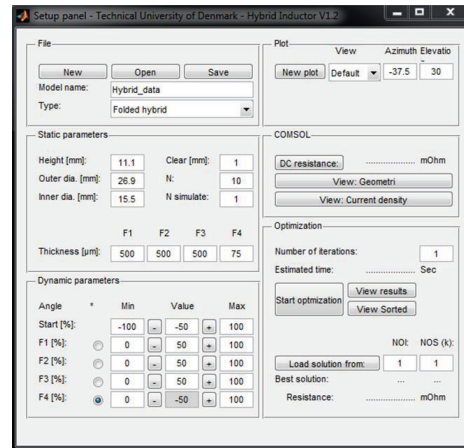 Setup panel - Technical University of Denmark - Hybrid Inductor V1.2
File
New Open Save
Model name: Hybrid_data
Type: Folded hybrid
Static parameters
Height [mm]: 11.1 Clear [mm]: 1
Outer dia. [mm]: 26.9 N: 10
Inner dia. [mm]: 15.5 N simulate: 1
F1 F2 F3 F4
Thickness [µm]: 500 500 500 75
Dynamic parameters
Angle * Min Value Max
Start [%]: -100 - -50 + 100
F1 [%]: 0 - 50 + 100
F2 [%]: 0 - 50 + 100
F3 [%]: 0 - 50 + 100
F4 [%]: 0 - -50 + 100
Plot
View Azimuth Elevatio
-
New plot Default -37.5 30
COMSOL
DC resistance: .................... mOhm
View: Geometri
View: Current density
Optimization
Number of iterations: 1
Estimated time: .................... Sec
Start optmization View results
View Sorted
NOI: NOS (k):
Load solution from: 1 1
Best solution: ... ...
Resistance: .................... mOhm